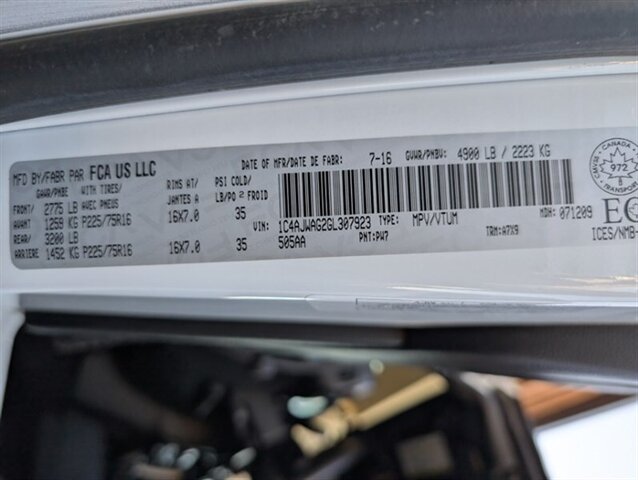 MFD BY/FABR PAR FCA US LLC
DATE OF MFR/DATE DE FABR: 7-16 GVWR/PNBV: 4900 LB / 2223 KG
GAWR/PNBE WITH TIRES/ RIMS AT/ PSI COLD/
AVEC PNEUS JANTES A LB/PO² FROID
FRONT/ 2775 LB
AVANT 1259 KG P225/75R16 16X7.0 35
REAR/ 3200 LB
ARRIERE 1452 KG P225/75R16 16X7.0 35
VIN: 1C4AJWAG2GL307923 TYPE: MPV/VTUM MDH: 071209
505AA PNT: PW7 TRM: A7X9
CANADA
972
TRANSPORT
ICES/NMB-